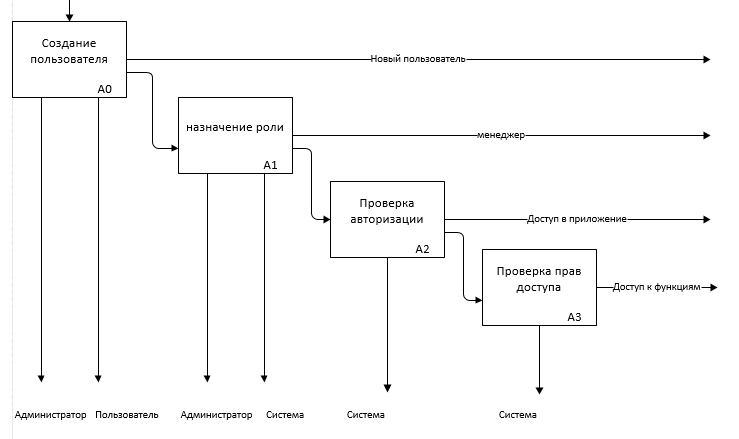 Создание
пользователя
A0
Новый пользователь
назначение роли
A1
менеджер
Проверка
авторизации
A2
Доступ в приложение
Проверка прав
доступа
A3
Доступ к функциям
Администратор
Пользователь
Администратор
Система
Система
Система